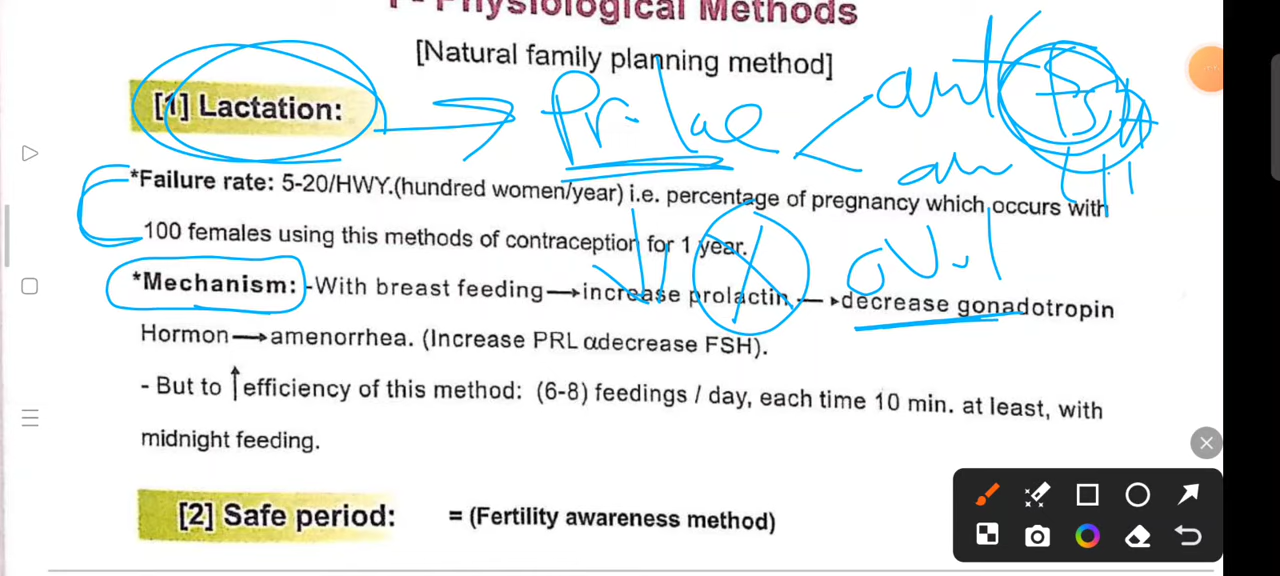 1 - Physiological Methods
[Natural family planning method]
[1] Lactation:
Prolac
anti FSH
*Failure rate: 5-20/HWY.(hundred women/year) i.e. percentage of pregnancy which occurs with
100 females using this methods of contraception for 1 year.
*Mechanism: -With breast feeding→increase prolactin→decrease gonadotropin
Hormon→amenorrhea. (Increase PRL αdecrease FSH).
- But to ↑efficiency of this method: (6-8) feedings / day, each time 10 min. at least, with
midnight feeding.
[2] Safe period: = (Fertility awareness method)